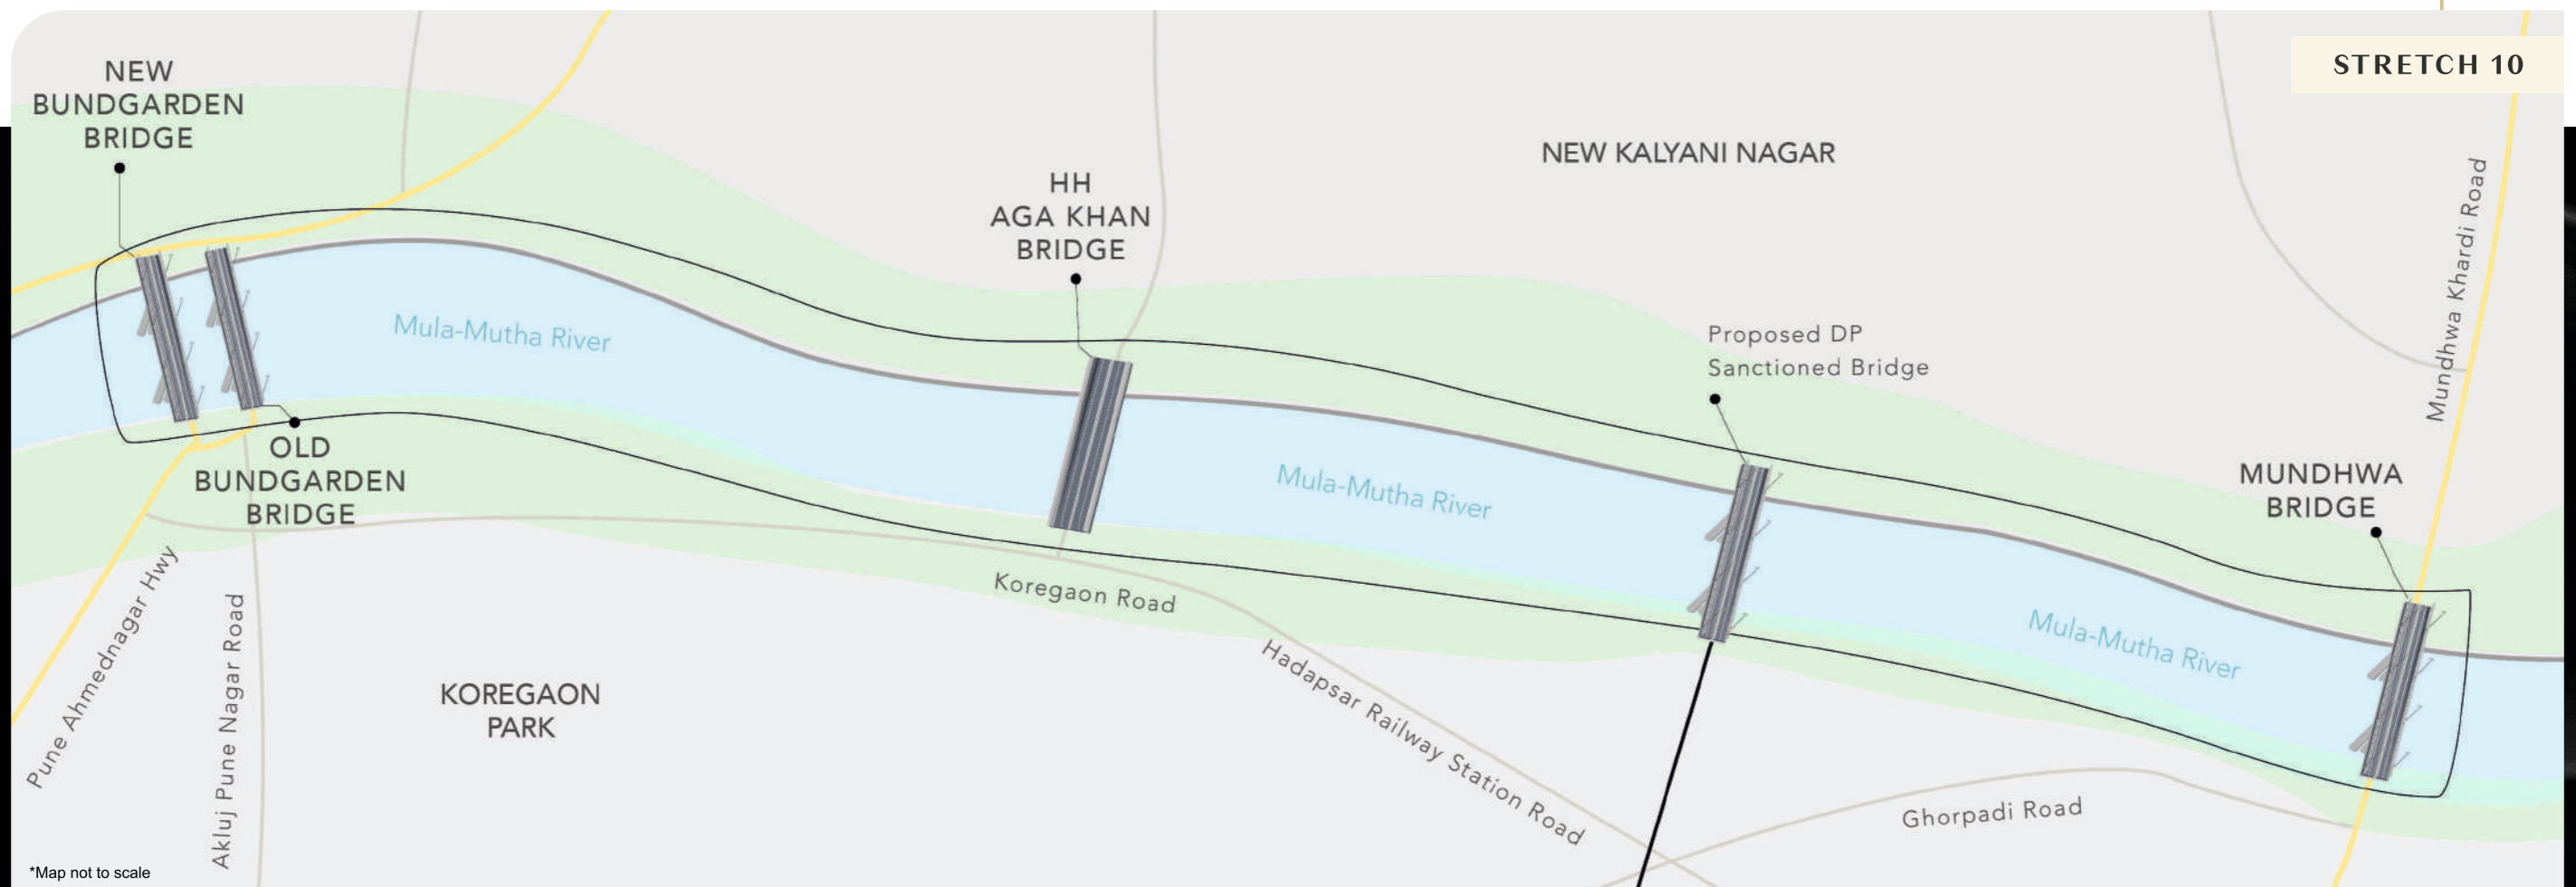 STRETCH 10
NEW
BUNDGARDEN
BRIDGE
HH
AGA KHAN
BRIDGE
NEW KALYANI NAGAR
Mundhwa Khardi Road
Mula-Mutha River
Proposed DP
Sanctioned Bridge
OLD
BUNDGARDEN
BRIDGE
Mula-Mutha River
MUNDHWA
BRIDGE
Pune Ahmednagar Hwy
Akluj Pune Nagar Road
Koregaon Road
Mula-Mutha River
KOREGAON
PARK
Hadapsar Railway Station Road
Ghorpadi Road
*Map not to scale